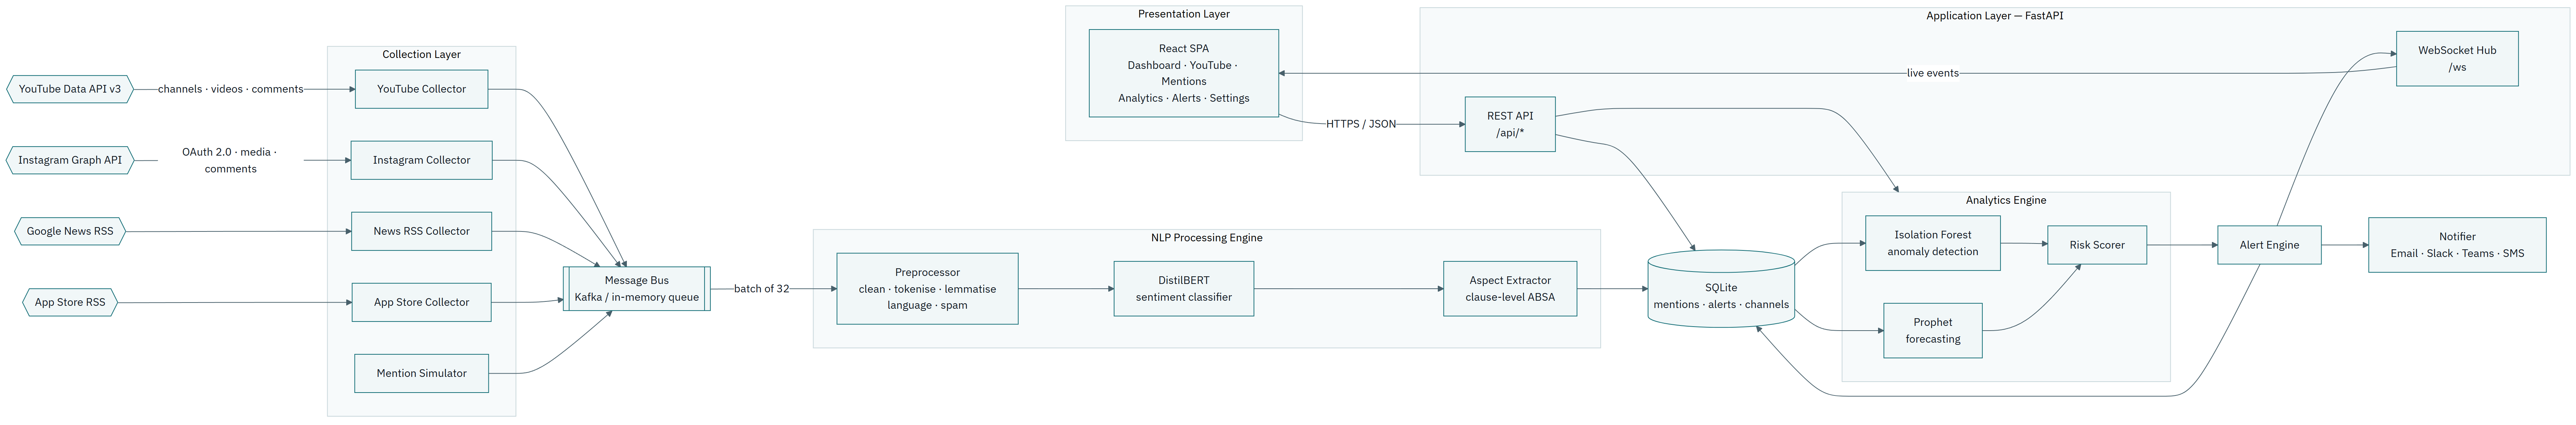 Presentation Layer
Application Layer — FastAPI
React SPA
Dashboard · YouTube ·
Mentions
Analytics · Alerts · Settings
WebSocket Hub
/ws
live events
HTTPS / JSON
REST API
/api/*
Collection Layer
YouTube Data API v3
channels · videos · comments
YouTube Collector
Instagram Graph API
OAuth 2.0 · media ·
comments
Instagram Collector
Google News RSS
News RSS Collector
App Store RSS
App Store Collector
Mention Simulator
Message Bus
Kafka / in-memory queue
batch of 32
NLP Processing Engine
Preprocessor
clean · tokenise · lemmatise
language · spam
DistilBERT
sentiment classifier
Aspect Extractor
clause-level ABSA
SQLite
mentions · alerts · channels
Analytics Engine
Isolation Forest
anomaly detection
Prophet
forecasting
Risk Scorer
Alert Engine
Notifier
Email · Slack · Teams · SMS